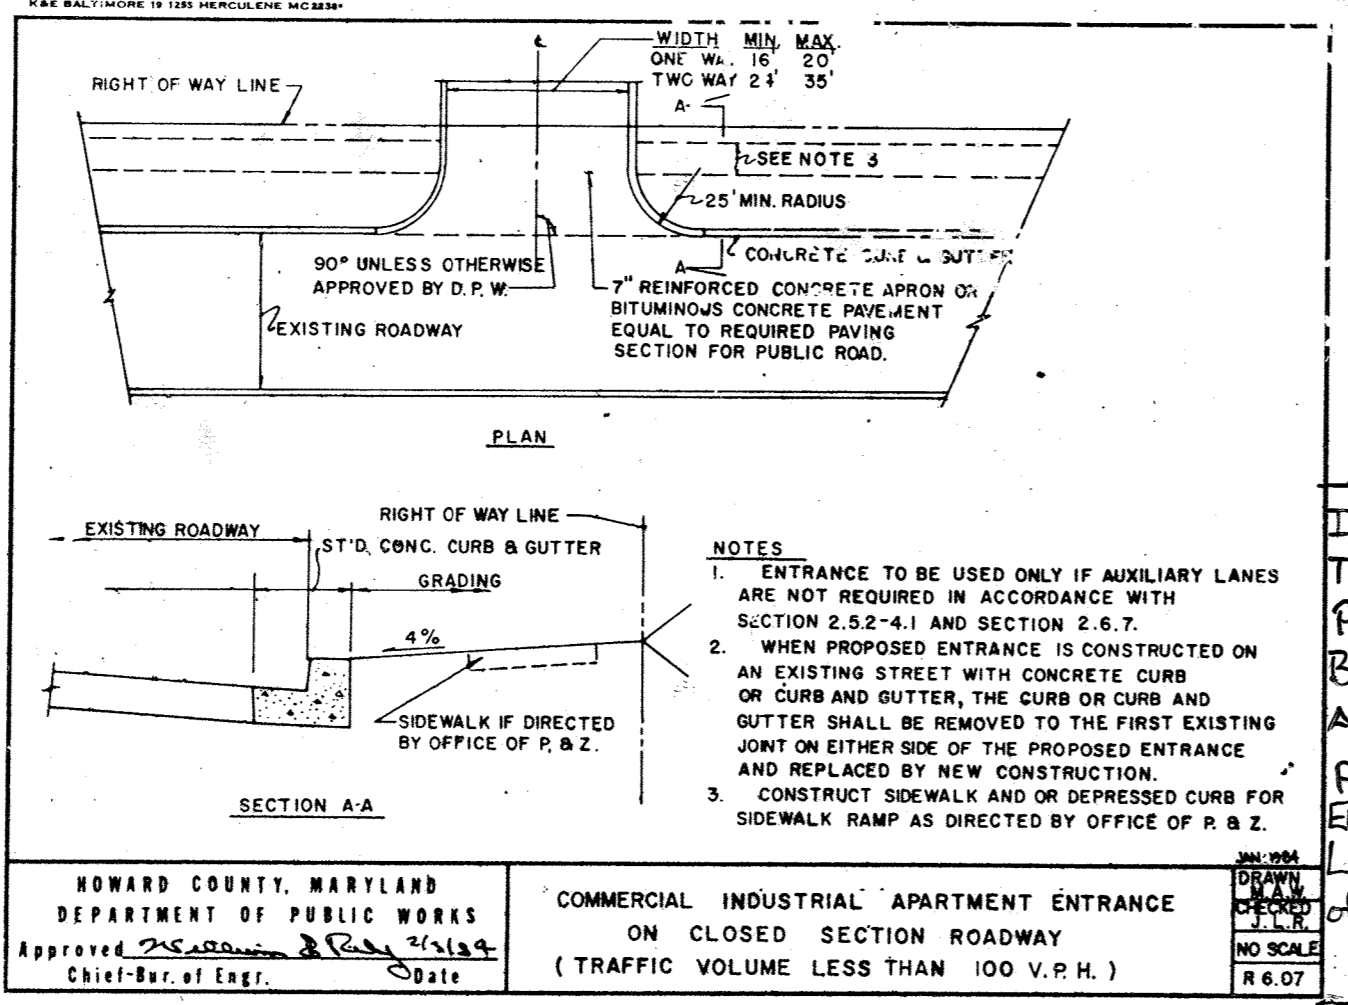 K&E BALTIMORE 19 1255 HERCULENE
WIDTH MIN. MAX.
ONE WA. 16' 20'
TWO WAY 24' 35'
RIGHT OF WAY LINE
℄
A
SEE NOTE 3
25' MIN. RADIUS
CONCRETE CURB & GUTTER
A
90° UNLESS OTHERWISE
APPROVED BY D.P.W.
7" REINFORCED CONCRETE APRON OR
BITUMINOUS CONCRETE PAVEMENT
EQUAL TO REQUIRED PAVING
SECTION FOR PUBLIC ROAD.
EXISTING ROADWAY
PLAN
RIGHT OF WAY LINE
EXISTING ROADWAY
ST'D. CONC. CURB & GUTTER
GRADING
4%
SIDEWALK IF DIRECTED
BY OFFICE OF P. & Z.
SECTION A-A
NOTES
1. ENTRANCE TO BE USED ONLY IF AUXILIARY LANES
ARE NOT REQUIRED IN ACCORDANCE WITH
SECTION 2.5.2-4.1 AND SECTION 2.6.7.
2. WHEN PROPOSED ENTRANCE IS CONSTRUCTED ON
AN EXISTING STREET WITH CONCRETE CURB
OR CURB AND GUTTER, THE CURB OR CURB AND
GUTTER SHALL BE REMOVED TO THE FIRST EXISTING
JOINT ON EITHER SIDE OF THE PROPOSED ENTRANCE
AND REPLACED BY NEW CONSTRUCTION.
3. CONSTRUCT SIDEWALK AND OR DEPRESSED CURB FOR
SIDEWALK RAMP AS DIRECTED BY OFFICE OF P. & Z.
HOWARD COUNTY, MARYLAND
DEPARTMENT OF PUBLIC WORKS
Approved 2/3/84
Chief-Bur. of Engr. Date
COMMERCIAL INDUSTRIAL APARTMENT ENTRANCE
ON CLOSED SECTION ROADWAY
( TRAFFIC VOLUME LESS THAN 100 V.P.H. )
JAN. 1984
DRAWN
M.A.W.
CHECKED
J.L.R.
NO SCALE
R 6.07